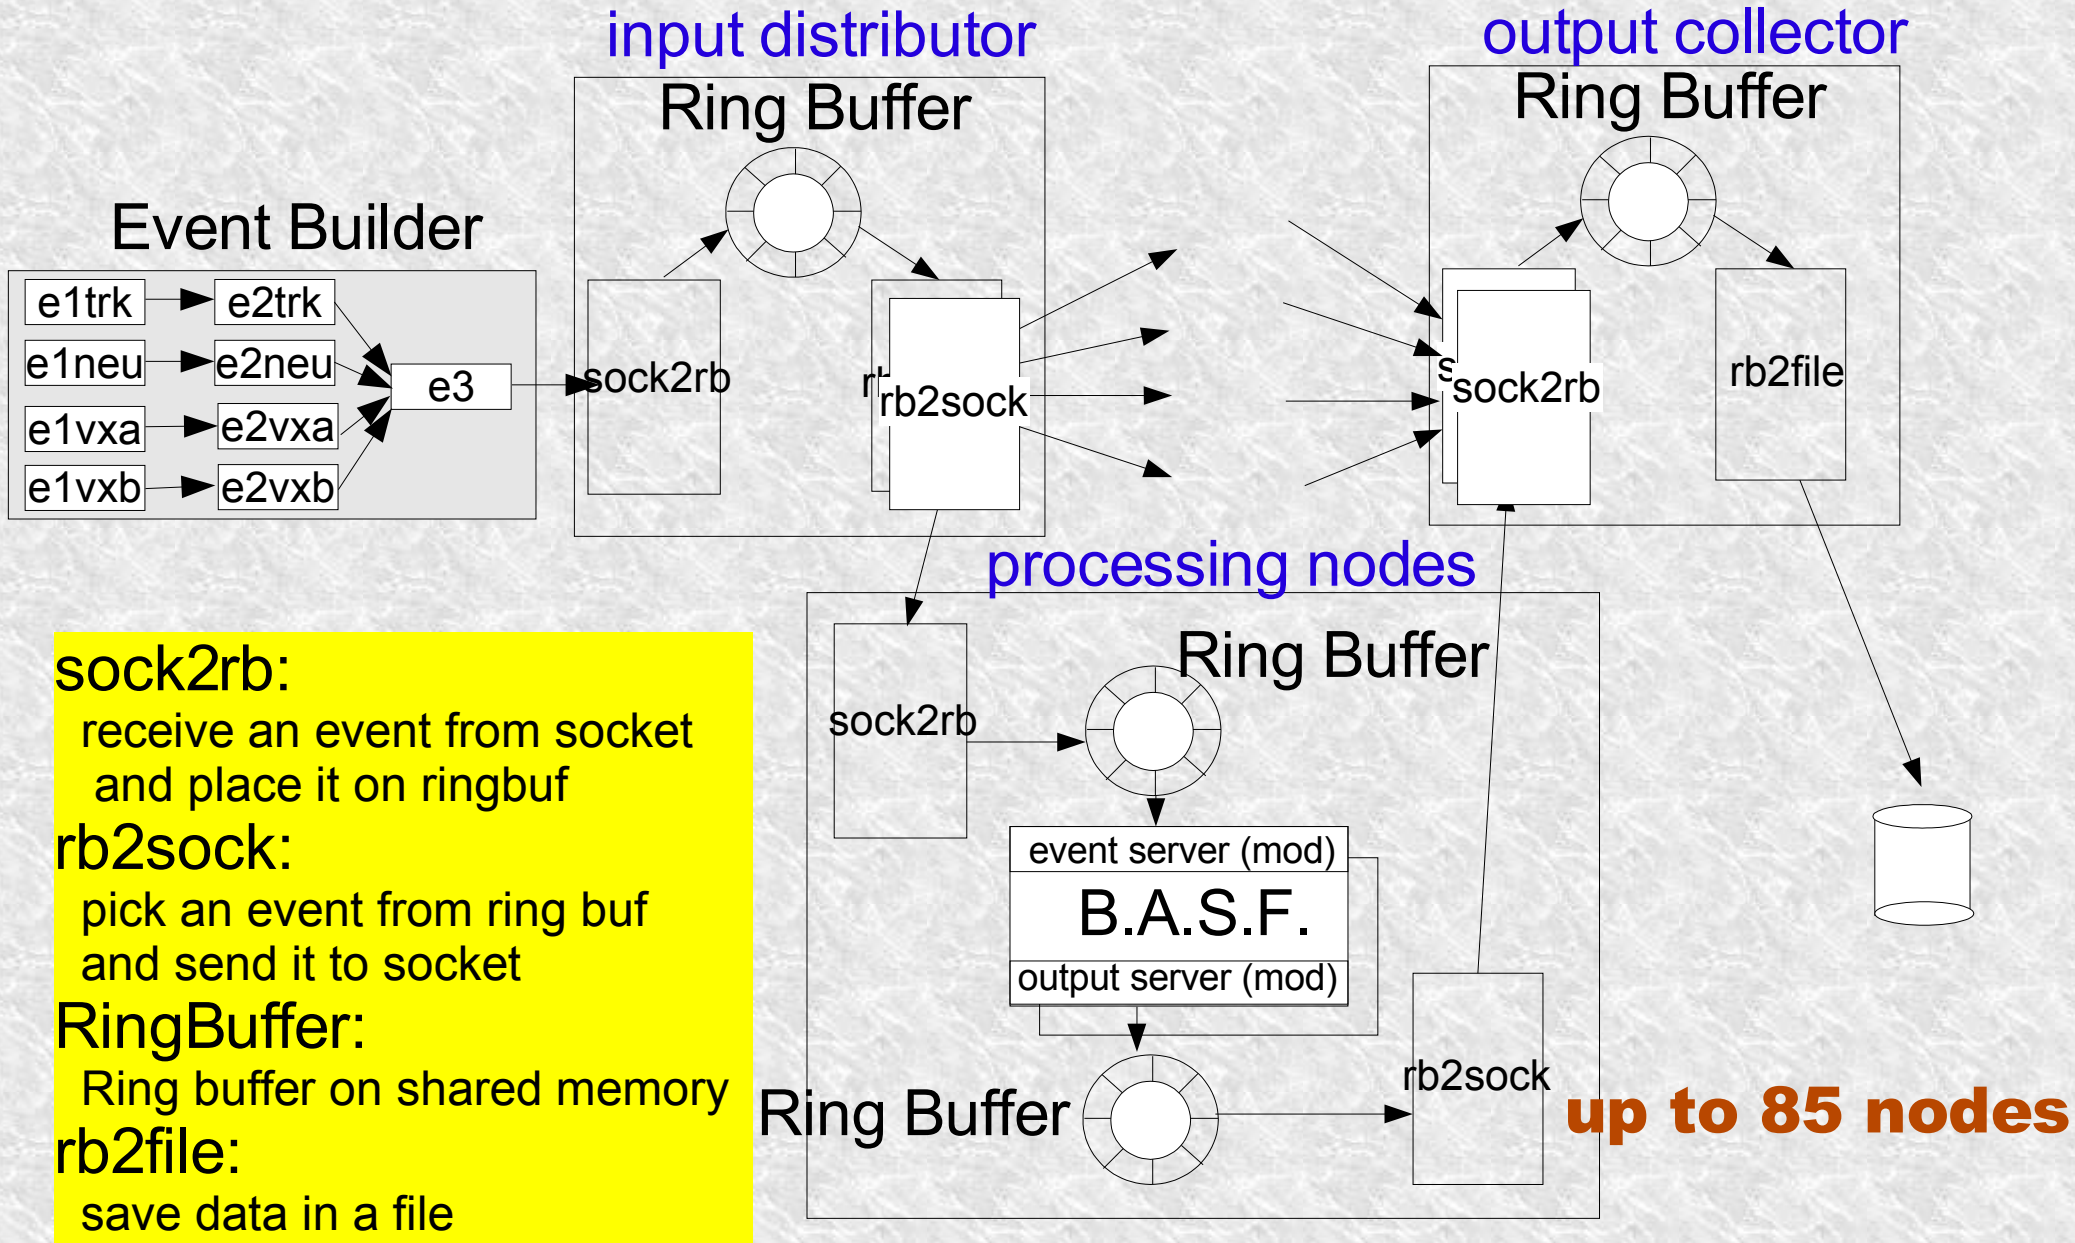 input distributor
output collector
Ring Buffer
Ring Buffer
Event Builder
e1trk
e2trk
e1neu
e2neu
e3
e1vxa
e2vxa
e1vxb
e2vxb
sock2rb
rb2sock
sock2rb
rb2file
processing nodes
Ring Buffer
sock2rb
event server (mod)
B.A.S.F.
output server (mod)
Ring Buffer
rb2sock
up to 85 nodes
sock2rb:
receive an event from socket
and place it on ringbuf
rb2sock:
pick an event from ring buf
and send it to socket
RingBuffer:
Ring buffer on shared memory
rb2file:
save data in a file